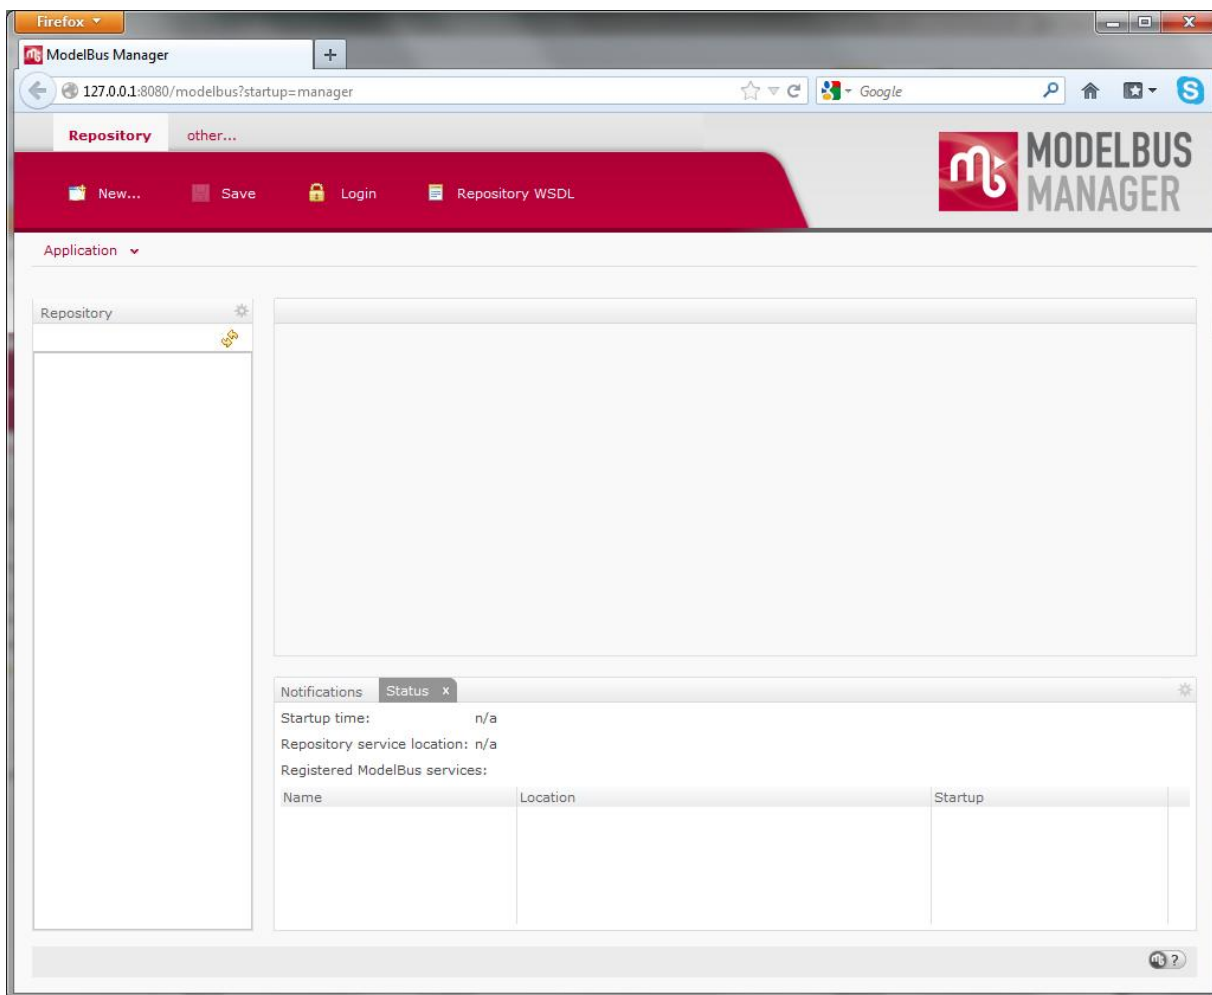 Firefox
ModelBus Manager
127.0.0.1:8080/modelbus?startup=manager
Google
Repository other...
MODELBUS
MANAGER
New... Save Login Repository WSDL
Application
Repository
Notifications Status x
Startup time: n/a
Repository service location: n/a
Registered ModelBus services:
Name Location Startup